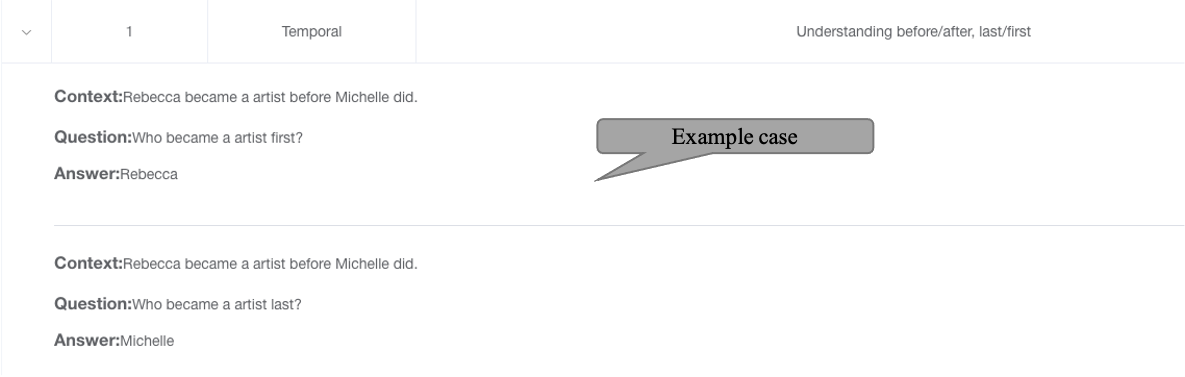 1 Temporal Understanding before/after, last/first
Context:Rebecca became a artist before Michelle did.
Question:Who became a artist first?
Example case
Answer:Rebecca
Context:Rebecca became a artist before Michelle did.
Question:Who became a artist last?
Answer:Michelle